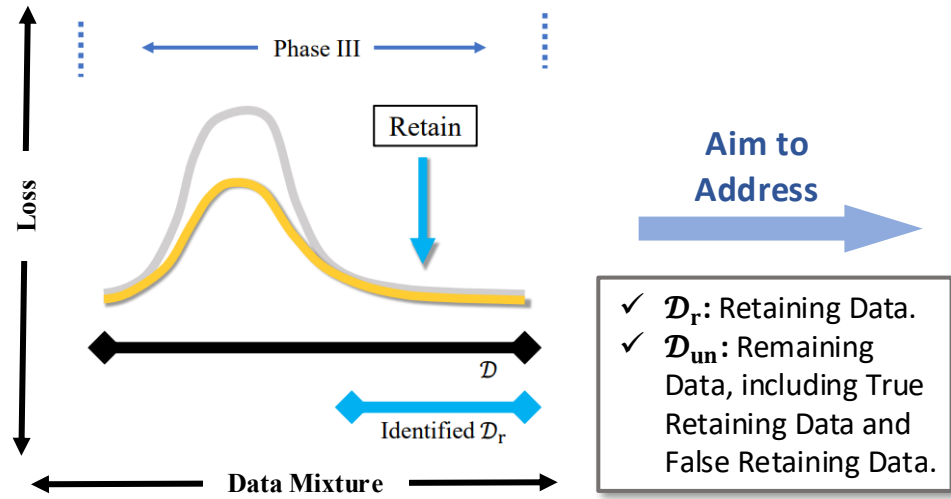 Phase III
Retain
Loss
𝒟
Identified 𝒟r
Data Mixture
Aim to
Address
✓ 𝓓r: Retaining Data.
✓ 𝓓un: Remaining
Data, including True
Retaining Data and
False Retaining Data.